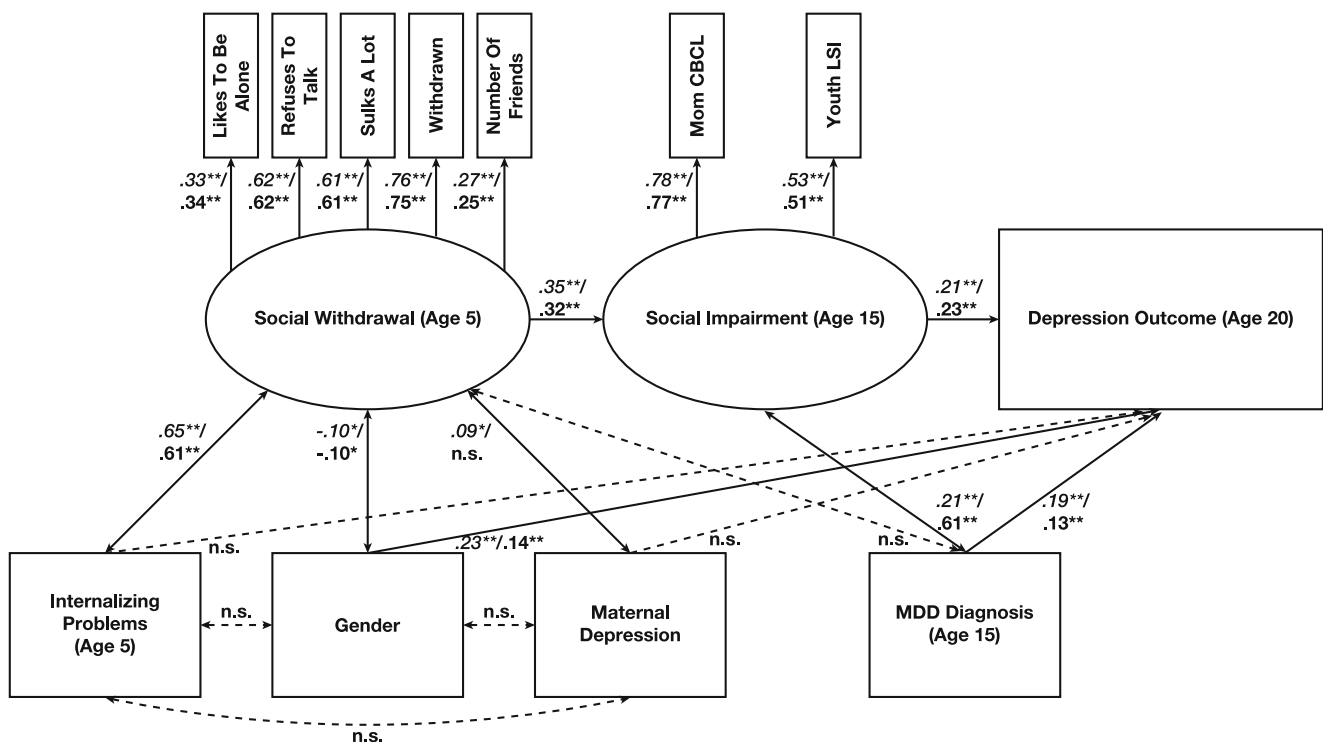 Likes To Be
Alone
Refuses To
Talk
Sulks A Lot
Withdrawn
Number Of
Friends
Mom CBCL
Youth LSI
.33**/
.34**
.62**/
.62**
.61**/
.61**
.76**/
.75**
.27**/
.25**
.78**/
.77**
.53**/
.51**
Social Withdrawal (Age 5)
.35**/
.32**
Social Impairment (Age 15)
.21**/
.23**
Depression Outcome (Age 20)
.65**/
.61**
-.10*/
-.10*
.09*/
n.s.
.21**/
.61**
.19**/
.13**
n.s.
.23**/.14**
n.s.
n.s.
Internalizing
Problems
(Age 5)
n.s.
Gender
n.s.
Maternal
Depression
MDD Diagnosis
(Age 15)
n.s.